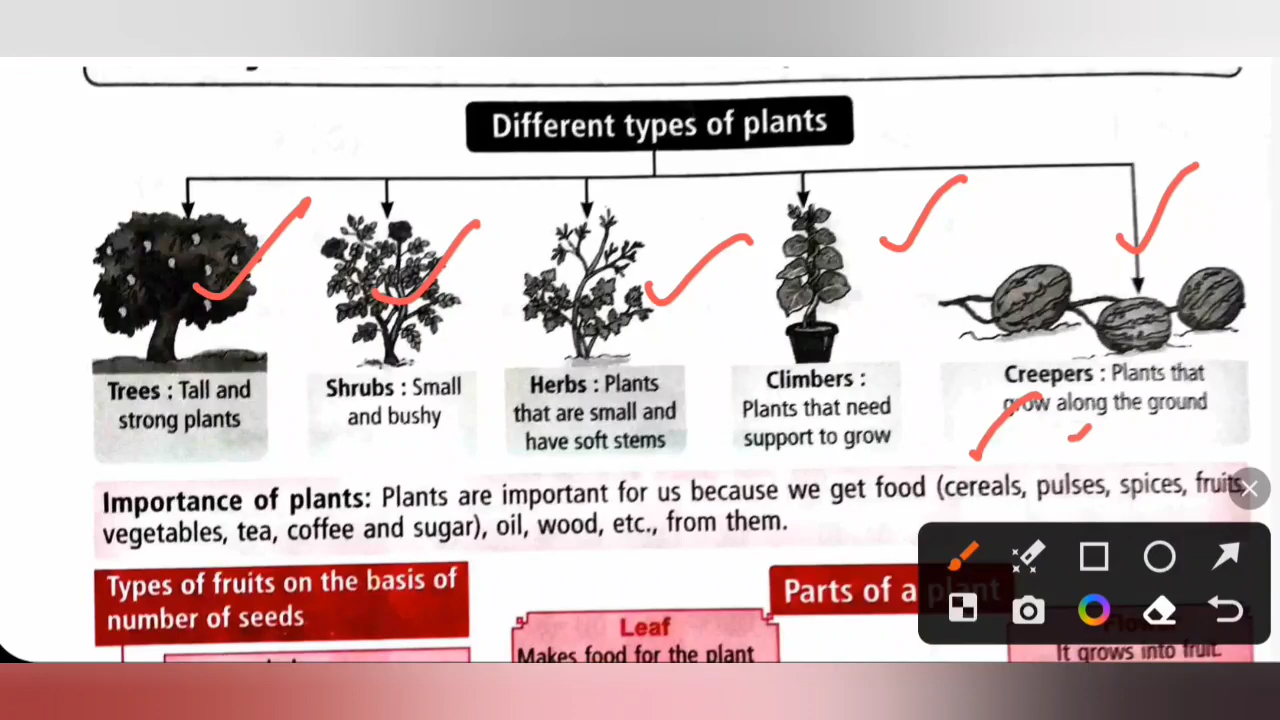 Different types of plants
Trees : Tall and
strong plants
Shrubs : Small
and bushy
Herbs : Plants
that are small and
have soft stems
Climbers :
Plants that need
support to grow
Creepers : Plants that
grow along the ground
Importance of plants: Plants are important for us because we get food (cereals, pulses, spices, fruits,
vegetables, tea, coffee and sugar), oil, wood, etc., from them.
Types of fruits on the basis of
number of seeds
Parts of a plant
Leaf
Makes food for the plant
Flower
It grows into fruit.